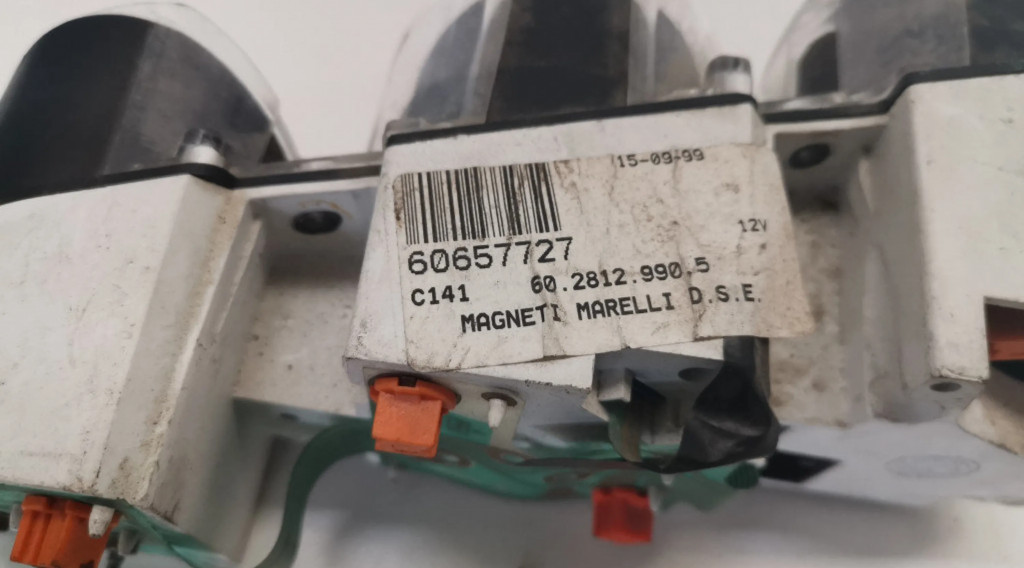 15-09-99
12V
60657727
C141 60.2812.990.5
MAGNETI MARELLI D.S.E.